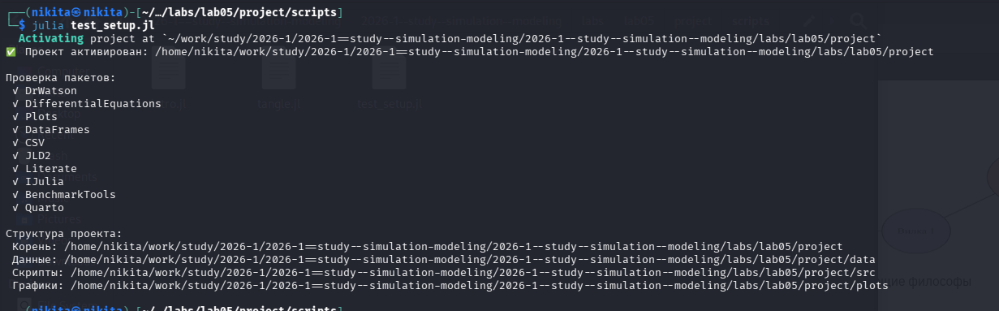 ┌──(nikita㉿nikita)-[~/…/labs/lab05/project/scripts]
└─$ julia test_setup.jl
Activating project at `~/work/study/2026-1/2026-1==study--simulation-modeling/2026-1--study--simulation--modeling/labs/lab05/project`
✅ Проект активирован: /home/nikita/work/study/2026-1/2026-1==study--simulation-modeling/2026-1--study--simulation--modeling/labs/lab05/project
Проверка пакетов:
√ DrWatson
√ DifferentialEquations
√ Plots
√ DataFrames
√ CSV
√ JLD2
√ Literate
√ IJulia
√ BenchmarkTools
√ Quarto
Структура проекта:
Корень: /home/nikita/work/study/2026-1/2026-1==study--simulation-modeling/2026-1--study--simulation--modeling/labs/lab05/project
Данные: /home/nikita/work/study/2026-1/2026-1==study--simulation-modeling/2026-1--study--simulation--modeling/labs/lab05/project/data
Скрипты: /home/nikita/work/study/2026-1/2026-1==study--simulation-modeling/2026-1--study--simulation--modeling/labs/lab05/project/src
Графики: /home/nikita/work/study/2026-1/2026-1==study--simulation-modeling/2026-1--study--simulation--modeling/labs/lab05/project/plots
┌──(nikita㉿nikita)-[~/…/labs/lab05/project/scripts]
tangle.jl
test_setup.jl
Pictures
философы